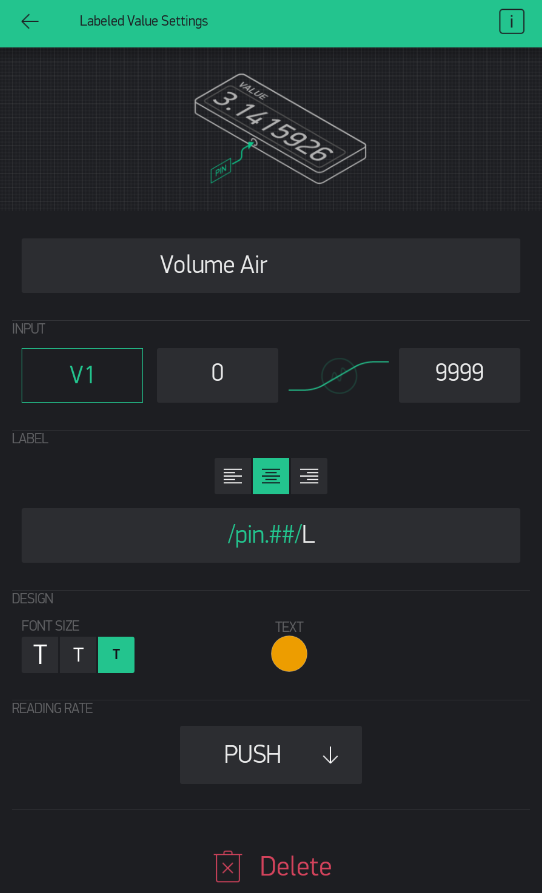 Labeled Value Settings
i
VALUE
3.1415926
PIN
Volume Air
INPUT
V1 0 9999
LABEL
/pin.##/L
DESIGN
FONT SIZE TEXT
T T T
READING RATE
PUSH
Delete